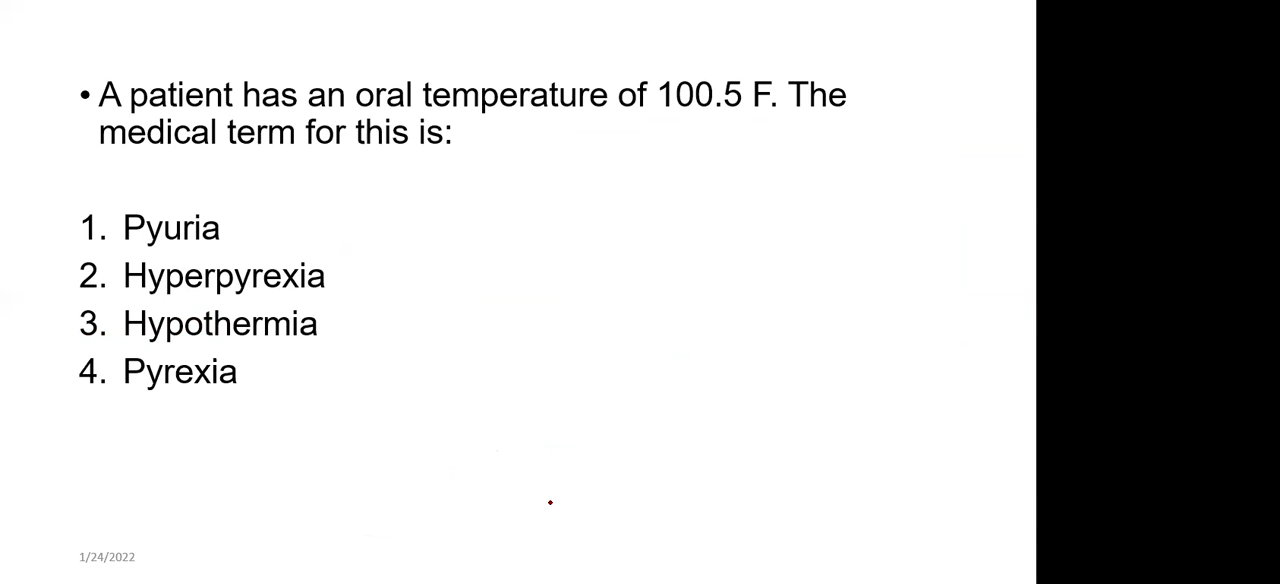 • A patient has an oral temperature of 100.5 F. The
medical term for this is:
1. Pyuria
2. Hyperpyrexia
3. Hypothermia
4. Pyrexia
1/24/2022